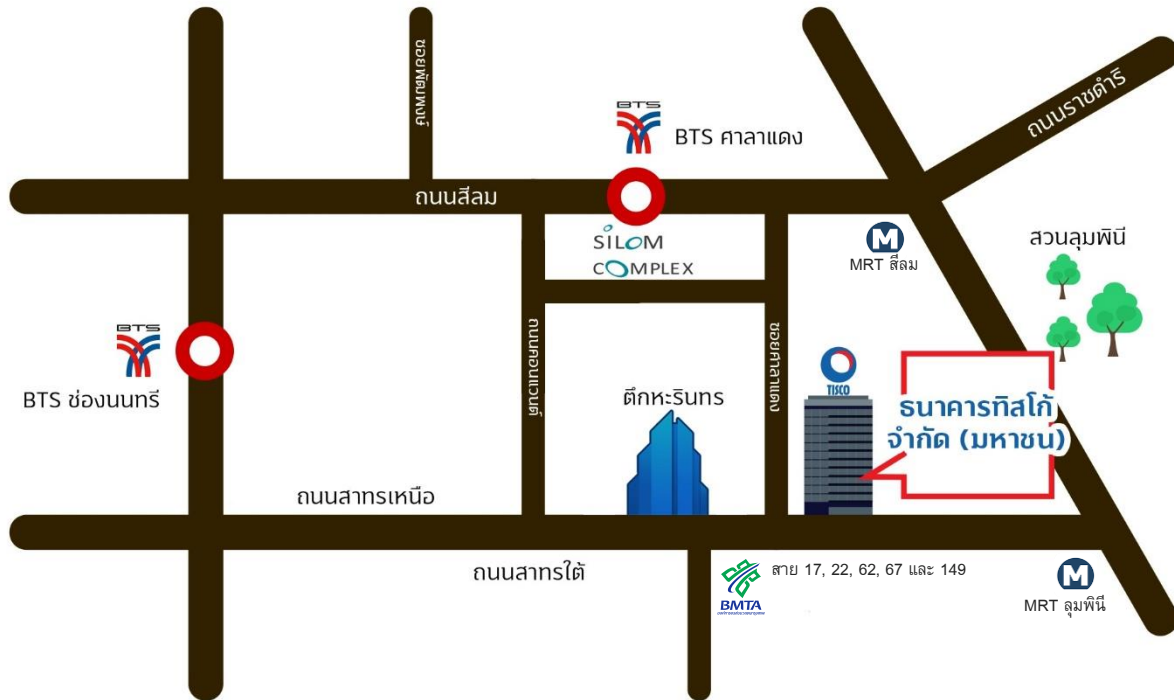 ซอยพัฒพงษ์
BTS
BTS ศาลาแดง
ถนนราชดำริ
ถนนสีลม
SILOM
COMPLEX
MRT สีลม
สวนลุมพินี
BTS
BTS ช่องนนทรี
ถนนคอนแวนต์
ซอยศาลาแดง
ตึกหะรินทร
TISCO
ธนาคารทิสโก้
จำกัด (มหาชน)
ถนนสาทรเหนือ
ถนนสาทรใต้
สาย 17, 22, 62, 67 และ 149
BMTA
MRT ลุมพินี